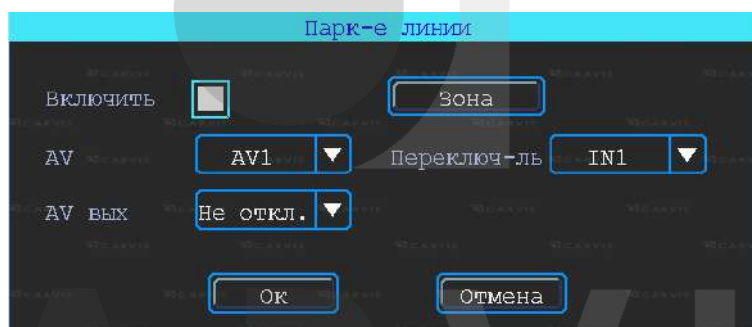 Парк-е линии
Включить Зона
AV AV1 Переключ-ль IN1
AV вых Не откл.
Ок Отмена